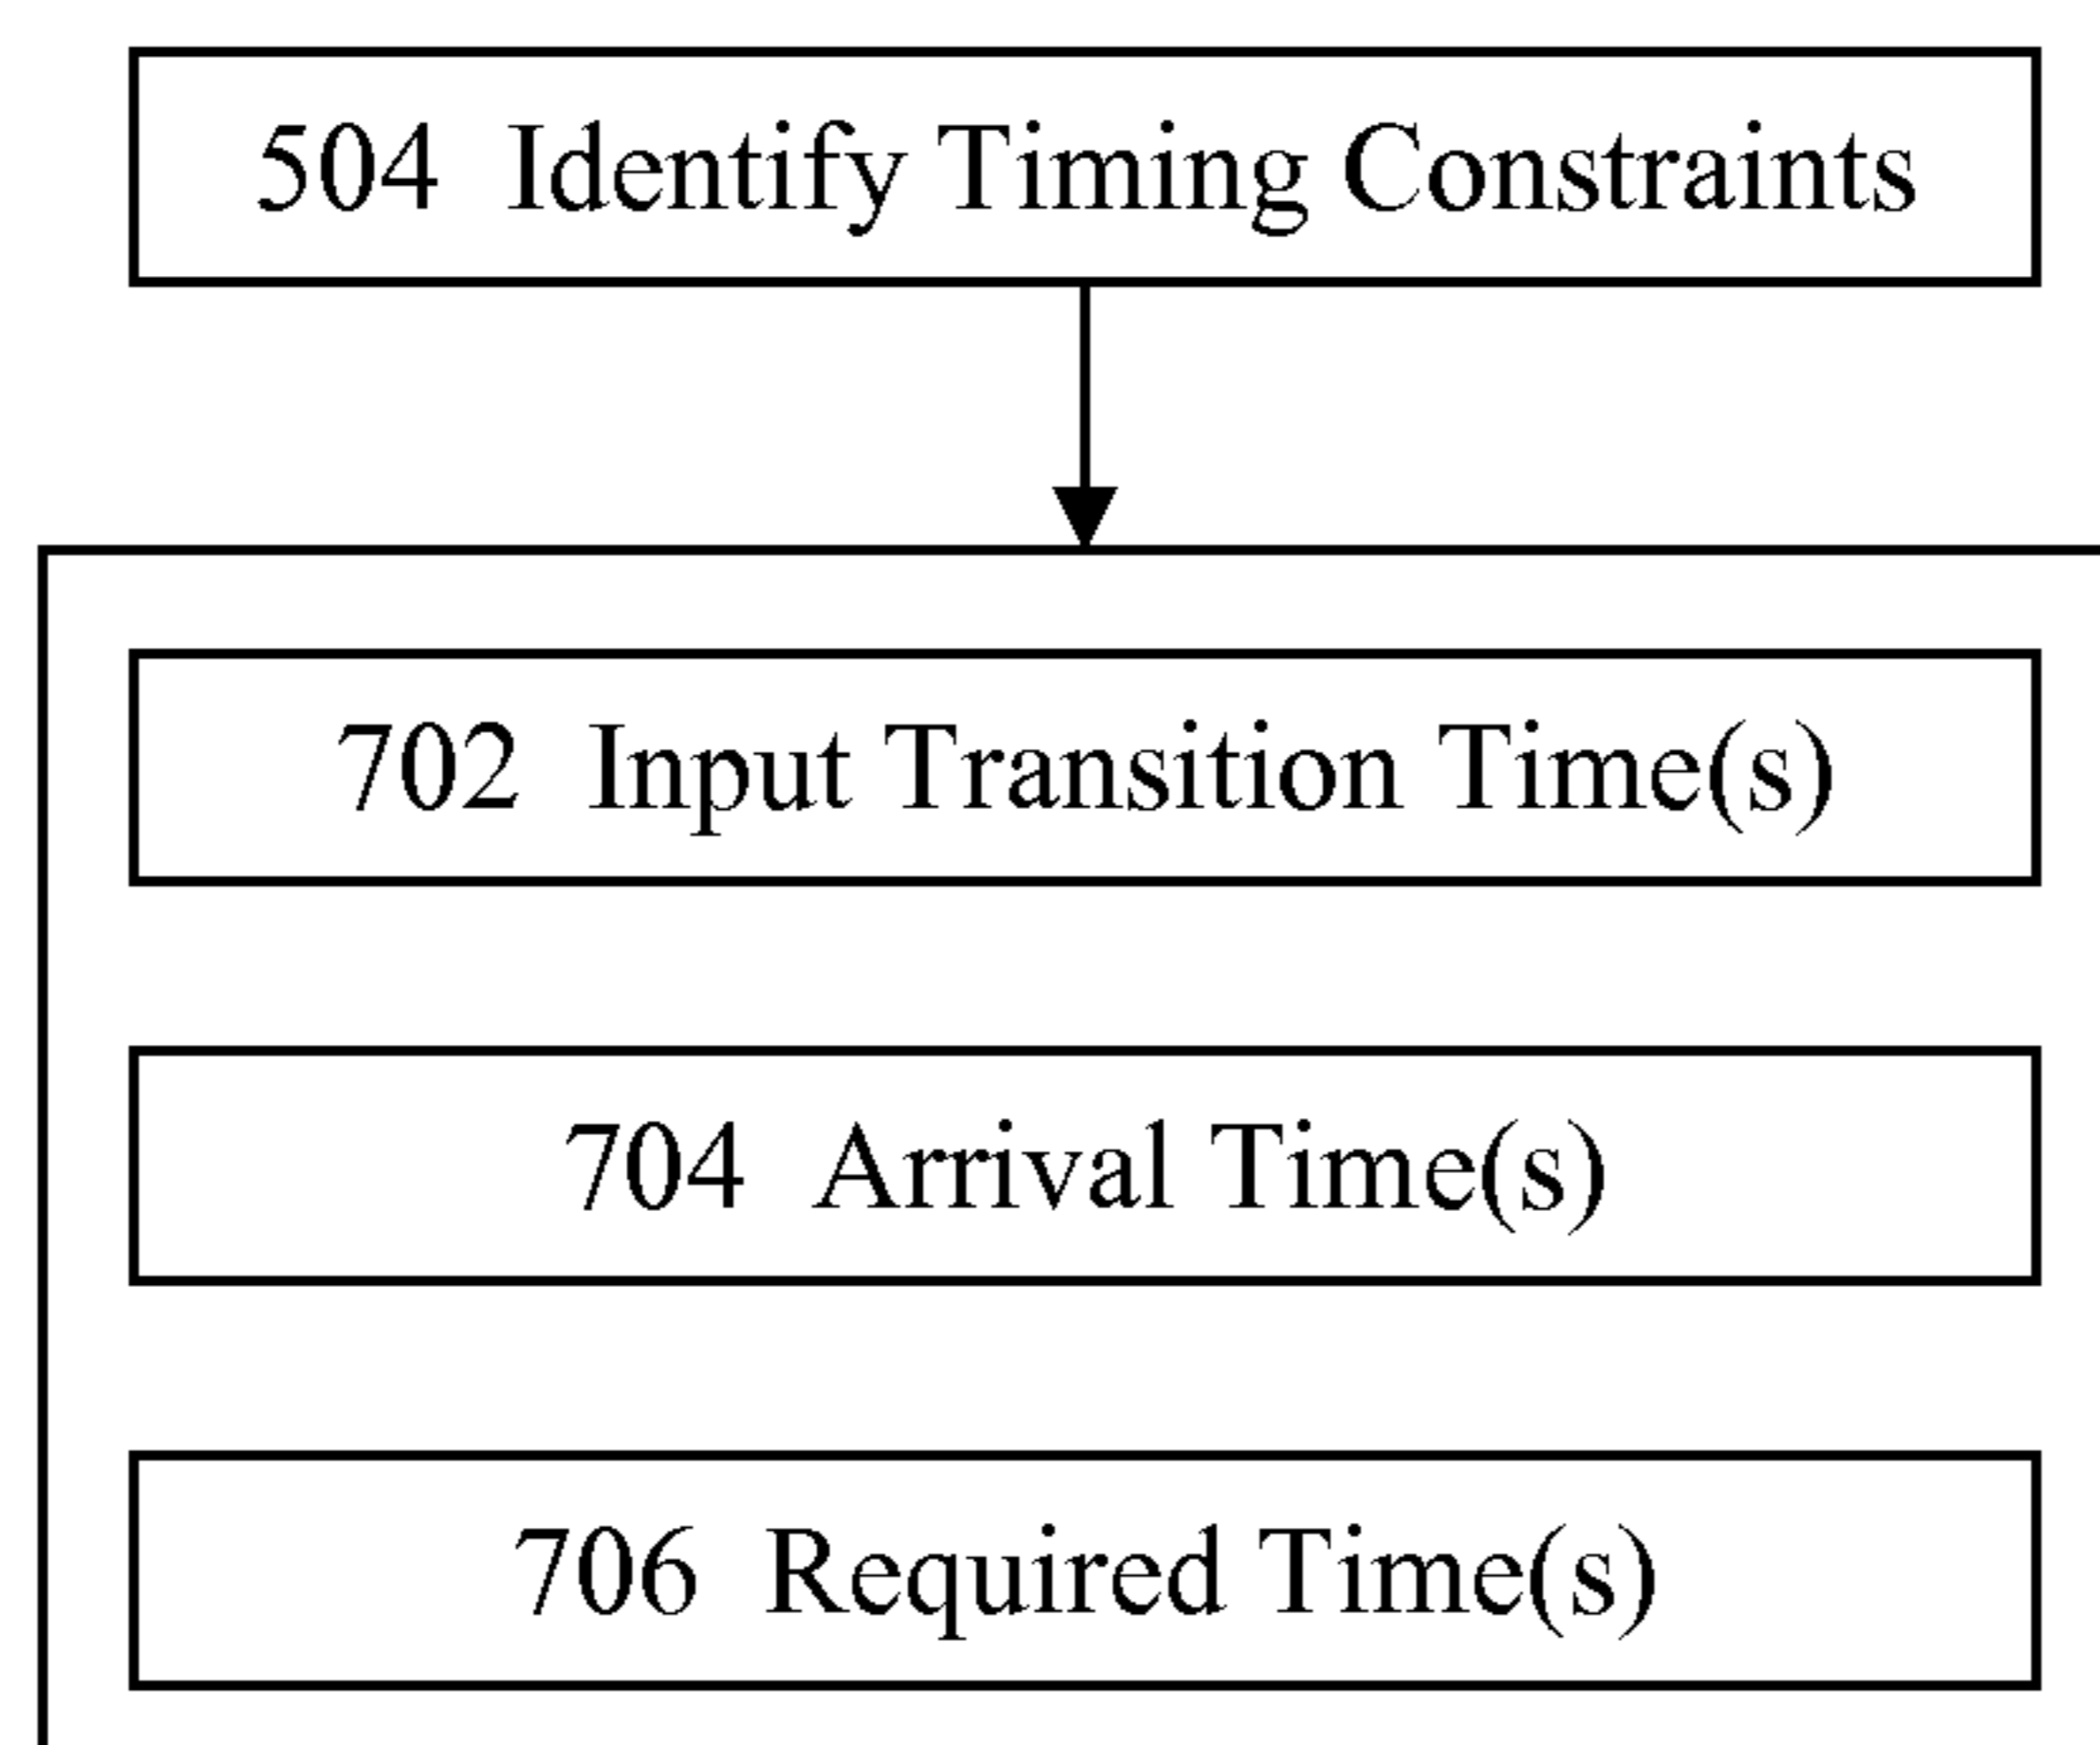 504 Identify Timing Constraints
702 Input Transition Time(s)
704 Arrival Time(s)
706 Required Time(s)